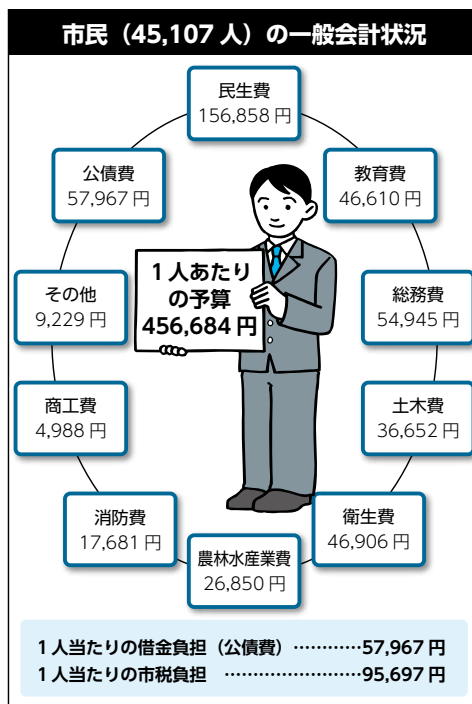 市民（45,107人）の一般会計状況
民生費
156,858円
教育費
46,610円
総務費
54,945円
土木費
36,652円
衛生費
46,906円
農林水産業費
26,850円
消防費
17,681円
商工費
4,988円
その他
9,229円
公債費
57,967円
1人あたり
の予算
456,684円
1人当たりの借金負担（公債費）…………57,967円
1人当たりの市税負担 ………………95,697円